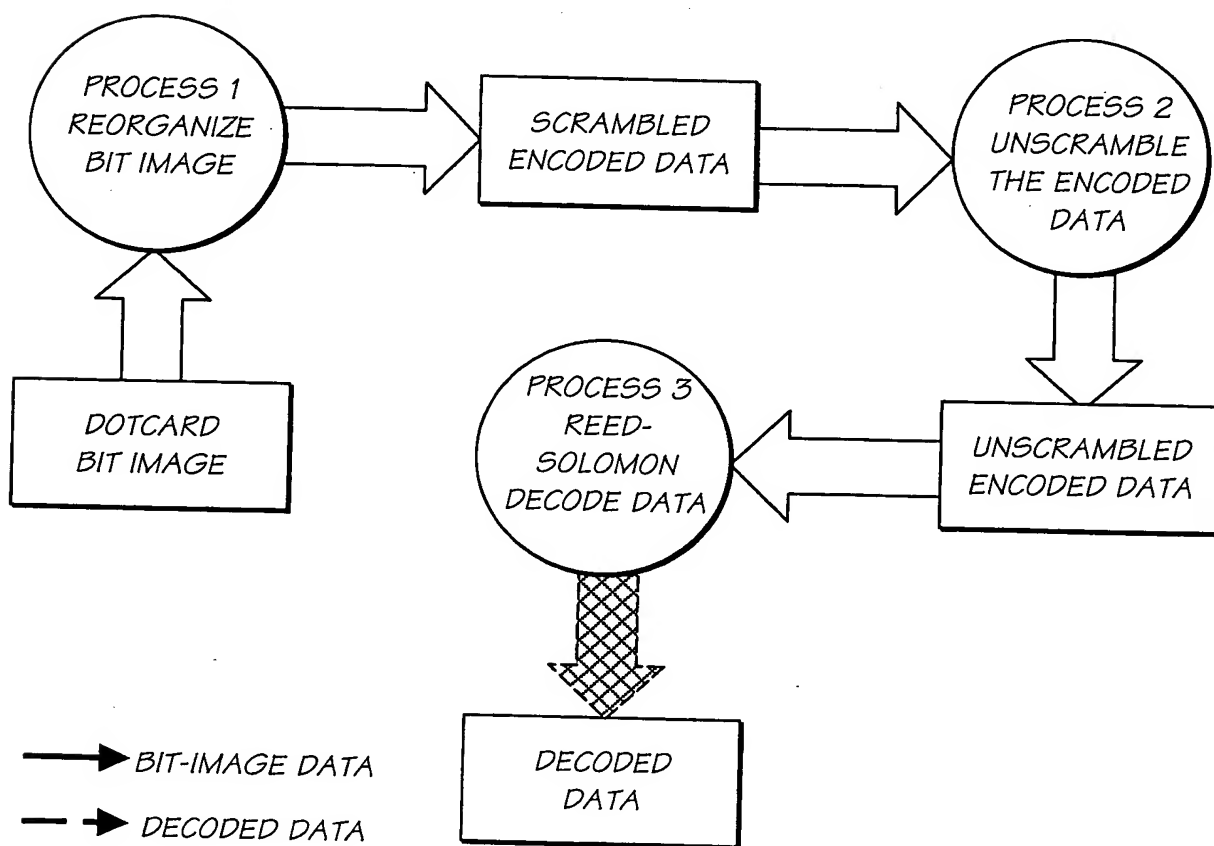 PROCESS 1
REORGANIZE
BIT IMAGE
SCRAMBLED
ENCODED DATA
PROCESS 2
UNSCRAMBLE
THE ENCODED
DATA
DOTCARD
BIT IMAGE
PROCESS 3
REED-
SOLOMON
DECODE DATA
UNSCRAMBLED
ENCODED DATA
DECODED
DATA
BIT-IMAGE DATA
DECODED DATA